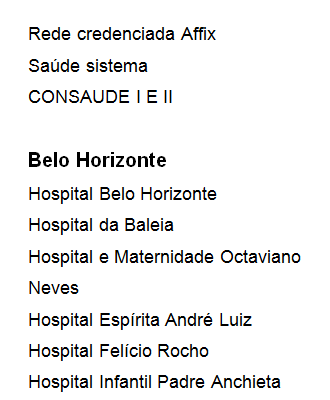 Rede credenciada Affix
Saúde sistema
CONSAUDE I E II
Belo Horizonte
Hospital Belo Horizonte
Hospital da Baleia
Hospital e Maternidade Octaviano
Neves
Hospital Espírita André Luiz
Hospital Felício Rocho
Hospital Infantil Padre Anchieta